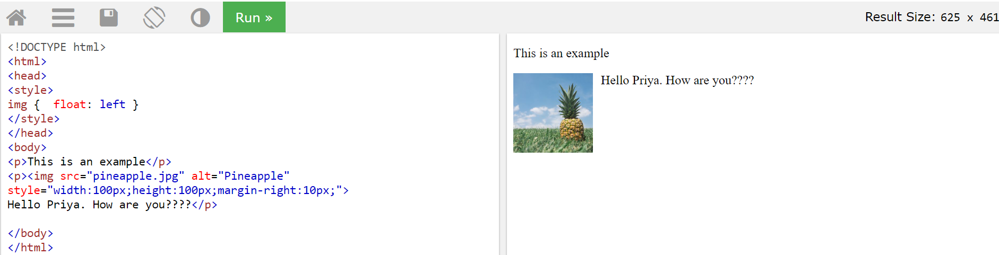 Run »
Result Size: 625 x 461
<!DOCTYPE html>
<html>
<head>
<style>
img {  float: left }
</style>
</head>
<body>
<p>This is an example</p>
<p><img src="pineapple.jpg" alt="Pineapple"
style="width:100px;height:100px;margin-right:10px;">
Hello Priya. How are you????</p>
</body>
</html>
This is an example
Hello Priya. How are you????